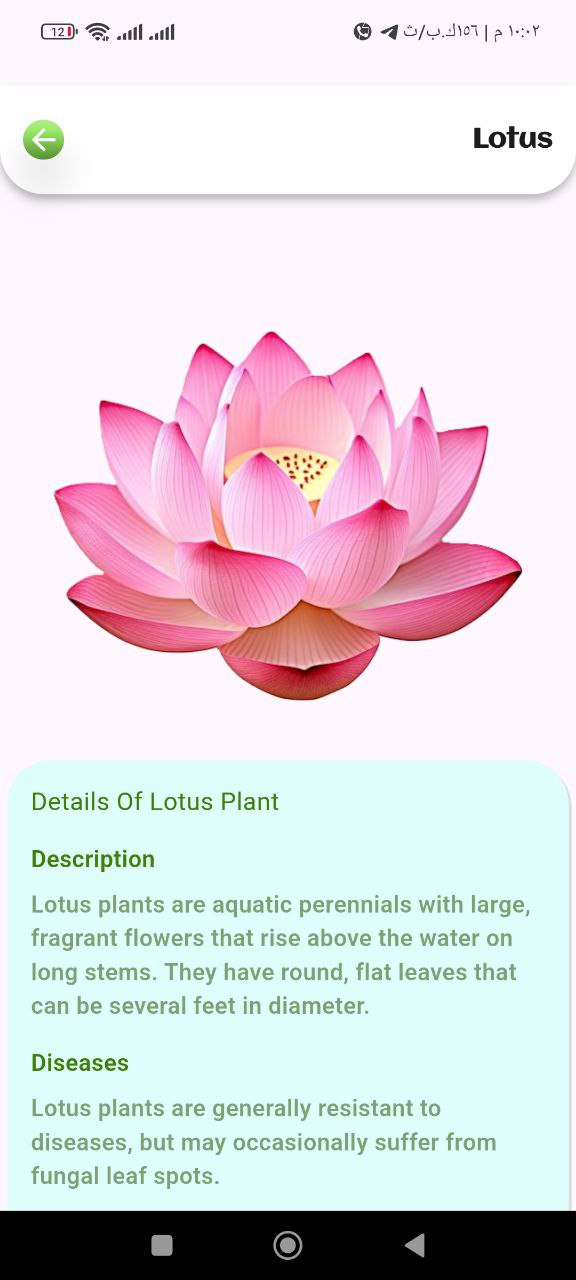 12
١٠:٠٢ م | ١٥٦ك.ب/ث
Lotus
Details Of Lotus Plant
Description
Lotus plants are aquatic perennials with large,
fragrant flowers that rise above the water on
long stems. They have round, flat leaves that
can be several feet in diameter.
Diseases
Lotus plants are generally resistant to
diseases, but may occasionally suffer from
fungal leaf spots.